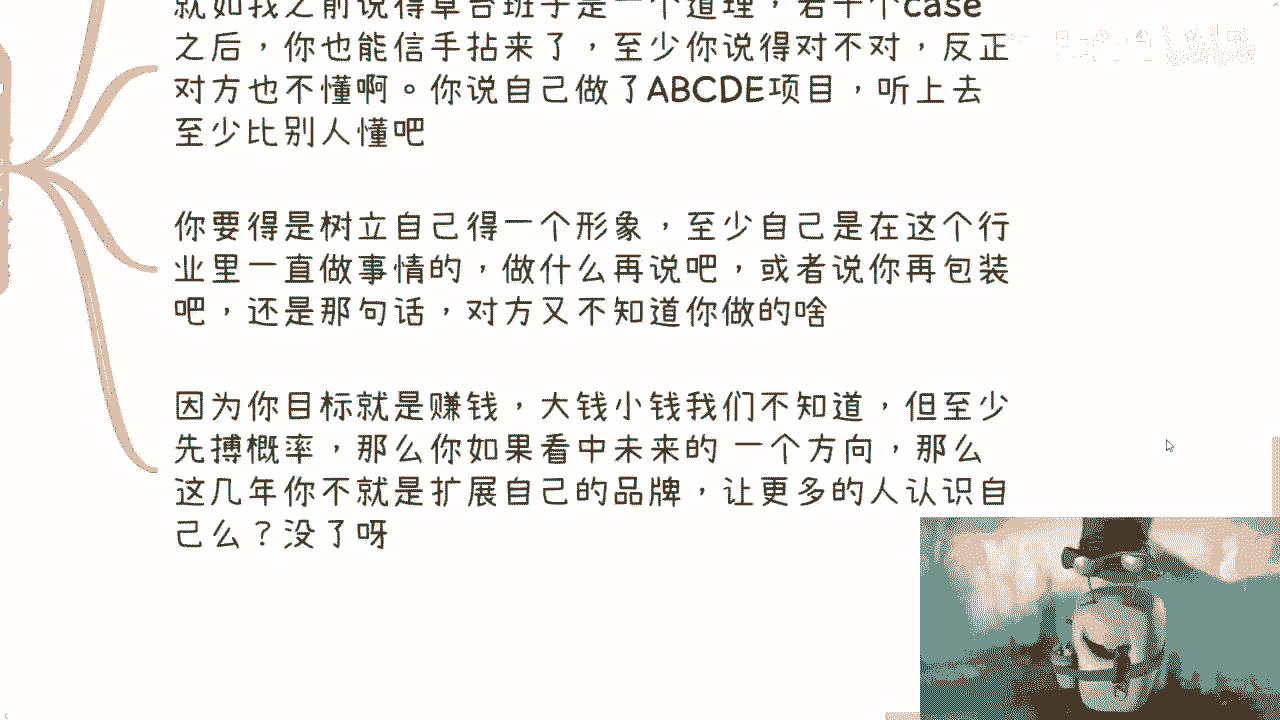 就如我之前说得草台班子是一个道理，若干个case
之后，你也能信手拈来了，至少你说得对不对，反正
对方也不懂啊。你说自己做了ABCDE项目，听上去
至少比别人懂吧
你要得是树立自己得一个形象，至少自己是在这个行
业里一直做事情的，做什么再说吧，或者说你再包装
吧，还是那句话，对方又不知道你做的啥
因为你目标就是赚钱，大钱小钱我们不知道，但至少
先搏概率，那么你如果看中未来的 一个方向，那么
这几年你不就是扩展自己的品牌，让更多的人认识自
己么？没了呀